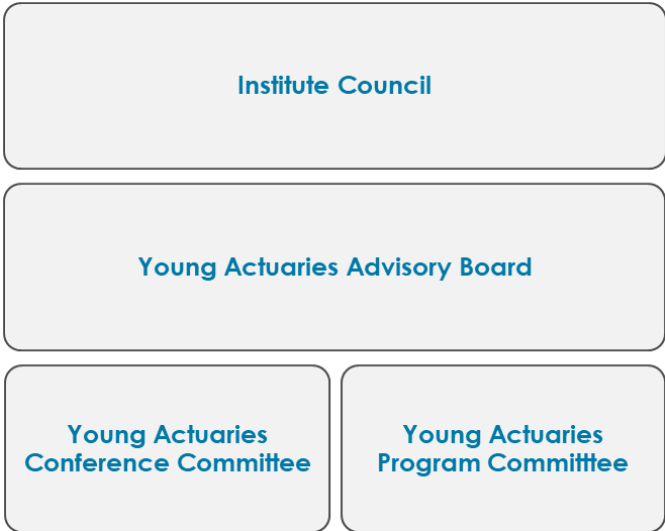 Institute Council
Young Actuaries Advisory Board
Young Actuaries
Conference Committee
Young Actuaries
Program Committtee